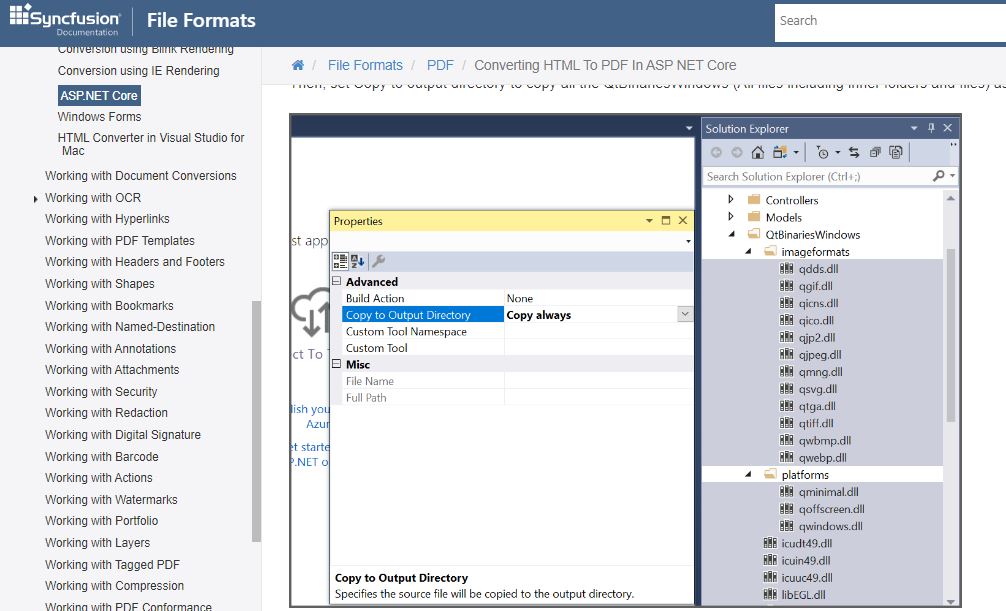 Syncfusion
Documentation
File Formats
Search
Conversion using Blink Rendering
Conversion using IE Rendering
ASP.NET Core
Windows Forms
HTML Converter in Visual Studio for
Mac
Working with Document Conversions
Working with OCR
Working with Hyperlinks
Working with PDF Templates
Working with Headers and Footers
Working with Shapes
Working with Bookmarks
Working with Named-Destination
Working with Annotations
Working with Attachments
Working with Security
Working with Redaction
Working with Digital Signature
Working with Barcode
Working with Actions
Working with Watermarks
Working with Portfolio
Working with Layers
Working with Tagged PDF
Working with Compression
Working with PDF Conformance
/ File Formats / PDF / Converting HTML To PDF In ASP NET Core
Then, set Copy to output directory to copy all the QtBinariesWindows (All files including inner folders and files) as
st app
ct To
lish you
Azur
et starte
P.NET o
Properties
Advanced
Build Action None
Copy to Output Directory Copy always
Custom Tool Namespace
Custom Tool
Misc
File Name
Full Path
Copy to Output Directory
Specifies the source file will be copied to the output directory.
Solution Explorer
Search Solution Explorer (Ctrl+;)
Controllers
Models
QtBinariesWindows
imageformats
qdds.dll
qgif.dll
qicns.dll
qico.dll
qjp2.dll
qjpeg.dll
qmng.dll
qsvg.dll
qtga.dll
qtiff.dll
qwbmp.dll
qwebp.dll
platforms
qminimal.dll
qoffscreen.dll
qwindows.dll
icudt49.dll
icuin49.dll
icuuc49.dll
libEGL.dll